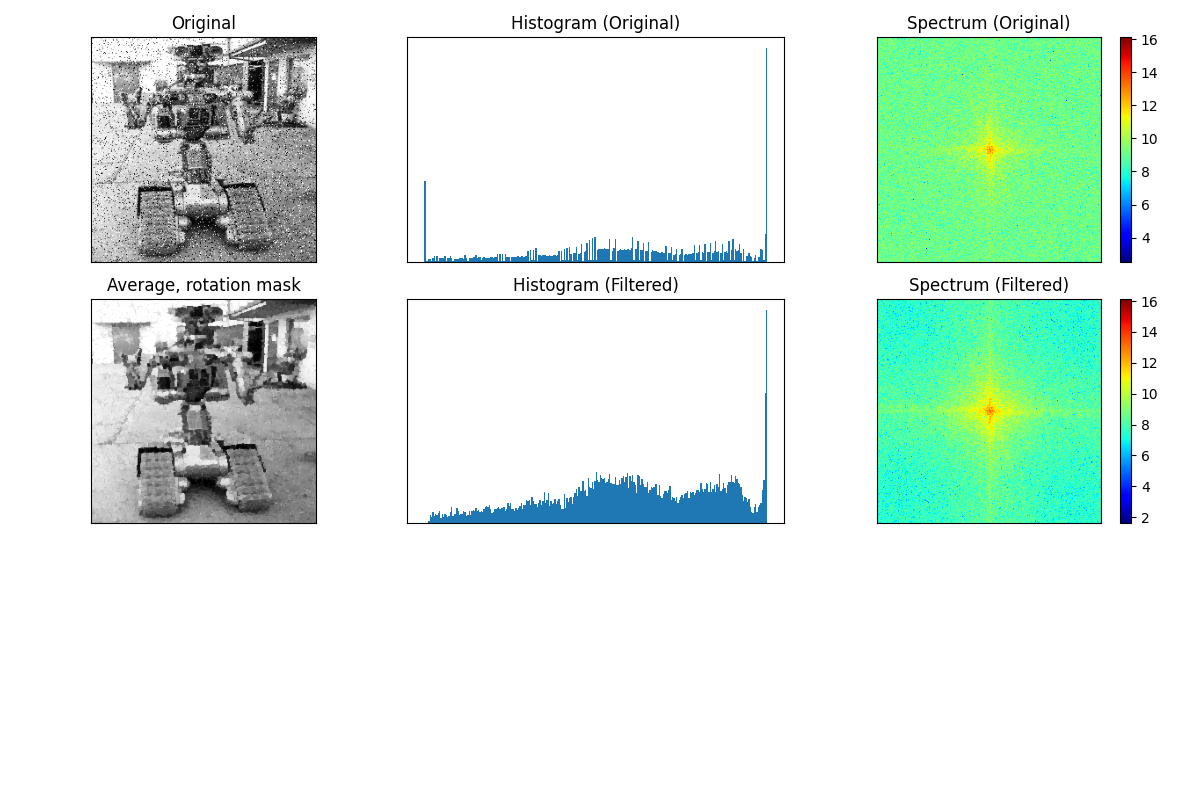 Original
Histogram (Original)
Spectrum (Original)
16
14
12
10
8
6
4
Average, rotation mask
Histogram (Filtered)
Spectrum (Filtered)
16
14
12
10
8
6
4
2